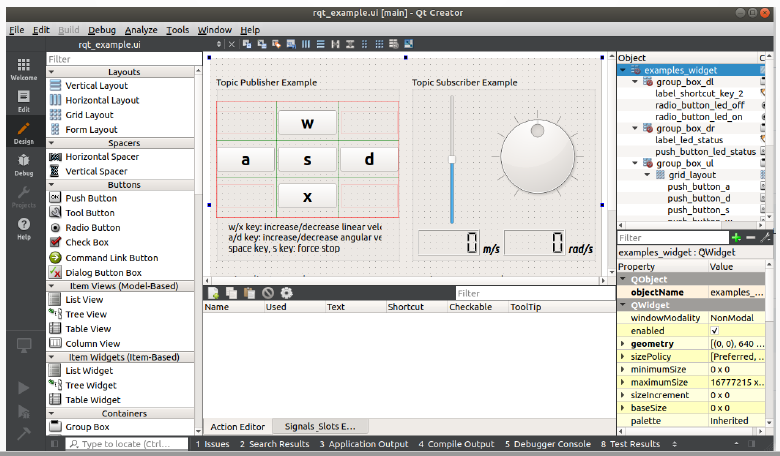 rqt_example.ui [main] - Qt Creator
File Edit Build Debug Analyze Tools Window Help
rqt_example.ui
Welcome
Edit
Design
Debug
Projects
Help
Filter
Layouts
Vertical Layout
Horizontal Layout
Grid Layout
Form Layout
Spacers
Horizontal Spacer
Vertical Spacer
Buttons
Push Button
Tool Button
Radio Button
Check Box
Command Link Button
Dialog Button Box
Item Views (Model-Based)
List View
Tree View
Table View
Column View
Item Widgets (Item-Based)
List Widget
Tree Widget
Table Widget
Containers
Group Box
Topic Publisher Example
w
a s d
x
w/x key: increase/decrease linear vel
a/d key: increase/decrease angular ve
space key, s key: force stop
Topic Subscriber Example
0 m/s 0 rad/s
Filter
Name Used Text Shortcut Checkable ToolTip
Action Editor Signals_Slots E...
Object
examples_widget
group_box_dl
label_shortcut_key_2
radio_button_led_off
radio_button_led_on
group_box_dr
label_led_status
push_button_led_status
group_box_ul
grid_layout
push_button_a
push_button_d
push_button_s
Filter
examples_widget : QWidget
Property Value
QObject
objectName examples_...
QWidget
windowModality NonModal
enabled
geometry [(0, 0), 640 ...
sizePolicy [Preferred, ...
minimumSize 0 x 0
maximumSize 16777215 x...
sizeIncrement 0 x 0
baseSize 0 x 0
palette Inherited
Type to locate (Ctrl...
1 Issues 2 Search Results 3 Application Output 4 Compile Output 5 Debugger Console 8 Test Results